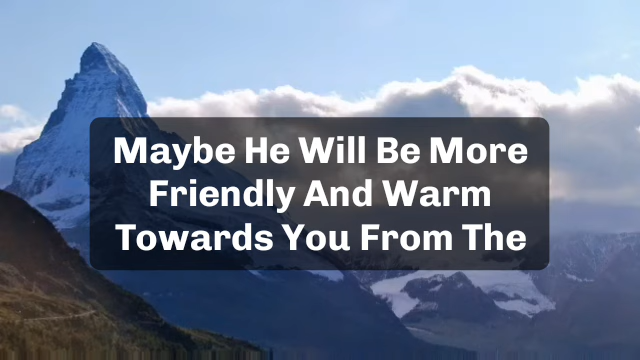 Maybe He Will Be More
Friendly And Warm
Towards You From The